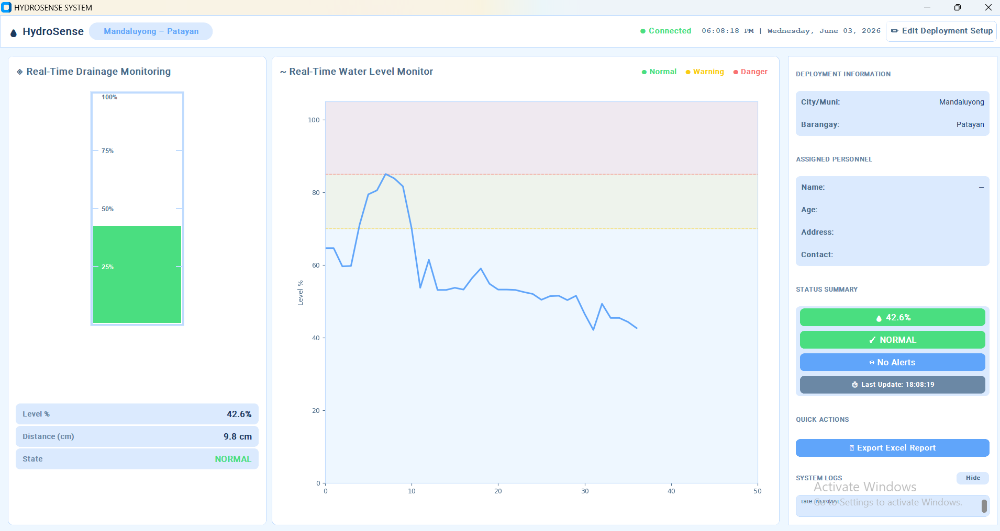 HYDROSENSE SYSTEM
HydroSense
Mandaluyong – Patayan
Connected
06:08:18 PM | Wednesday, June 03, 2026
Edit Deployment Setup
Real-Time Drainage Monitoring
100%
75%
50%
25%
Level %
42.6%
Distance (cm)
9.8 cm
State
NORMAL
~ Real-Time Water Level Monitor
Normal
Warning
Danger
100
80
60
40
20
0
Level %
0
10
20
30
40
50
DEPLOYMENT INFORMATION
City/Muni:
Mandaluyong
Barangay:
Patayan
ASSIGNED PERSONNEL
Name:
–
Age:
Address:
Contact:
STATUS SUMMARY
42.6%
✓ NORMAL
No Alerts
Last Update: 18:08:19
QUICK ACTIONS
Export Excel Report
SYSTEM LOGS
Hide
Activate Windows
tate: NORMAL
Go to Settings to activate Windows.